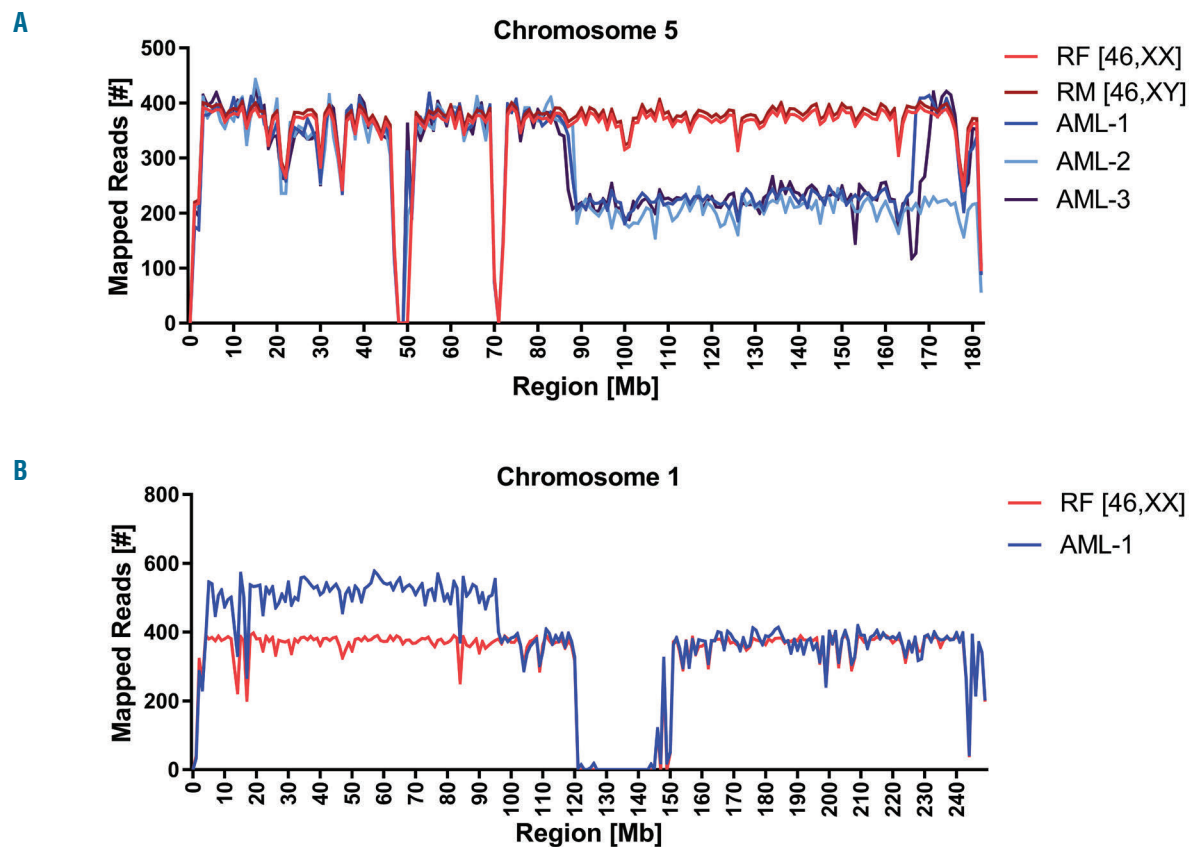 A
Chromosome 5
Mapped Reads [#]
500
400
300
200
100
0
0 10 20 30 40 50 60 70 80 90 100 110 120 130 140 150 160 170 180
Region [Mb]
RF [46,XX]
RM [46,XY]
AML-1
AML-2
AML-3
B
Chromosome 1
Mapped Reads [#]
800
600
400
200
0
0 10 20 30 40 50 60 70 80 90 100 110 120 130 140 150 160 170 180 190 200 210 220 230 240
Region [Mb]
RF [46,XX]
AML-1